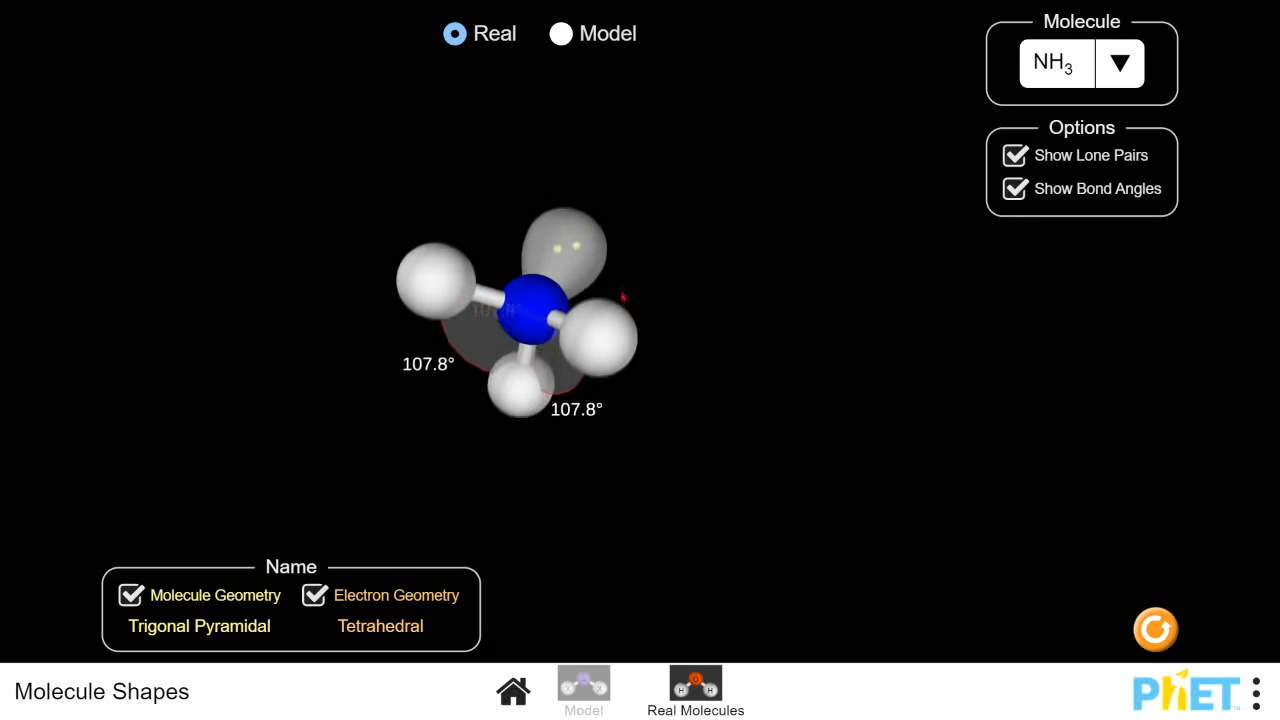 Real
Model
Molecule
NH₃
Options
Show Lone Pairs
Show Bond Angles
107.8°
107.8°
Name
Molecule Geometry
Electron Geometry
Trigonal Pyramidal
Tetrahedral
Molecule Shapes
Model
H H
Real Molecules
PhET